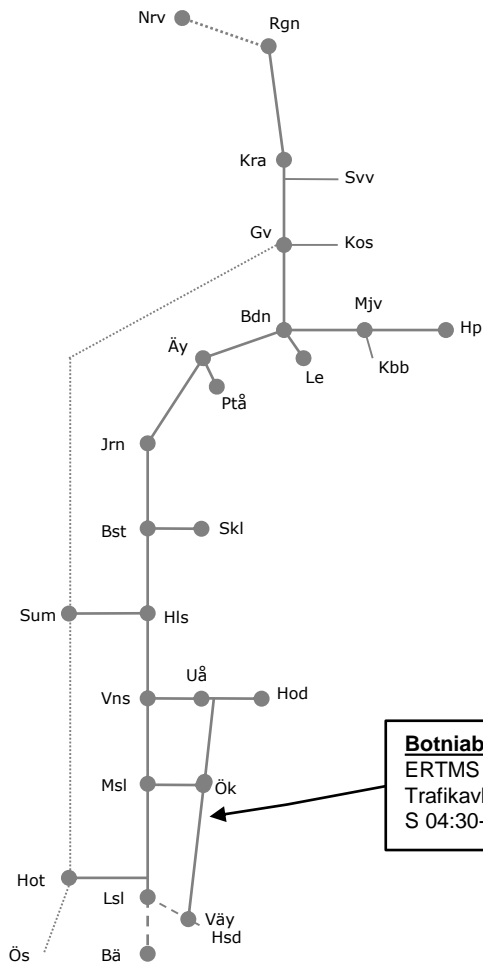 Nrv
Rgn
Kra
Svv
Gv
Kos
Bdn
Mjv
Hp
Äy
Le
Kbb
Ptå
Jrn
Bst
Skl
Sum
Hls
Uå
Vns
Hod
Botniab
ERTMS
Msl
Ök
Trafikavl
S 04:30-
Hot
Lsl
Väy
Hsd
Ös
Bä